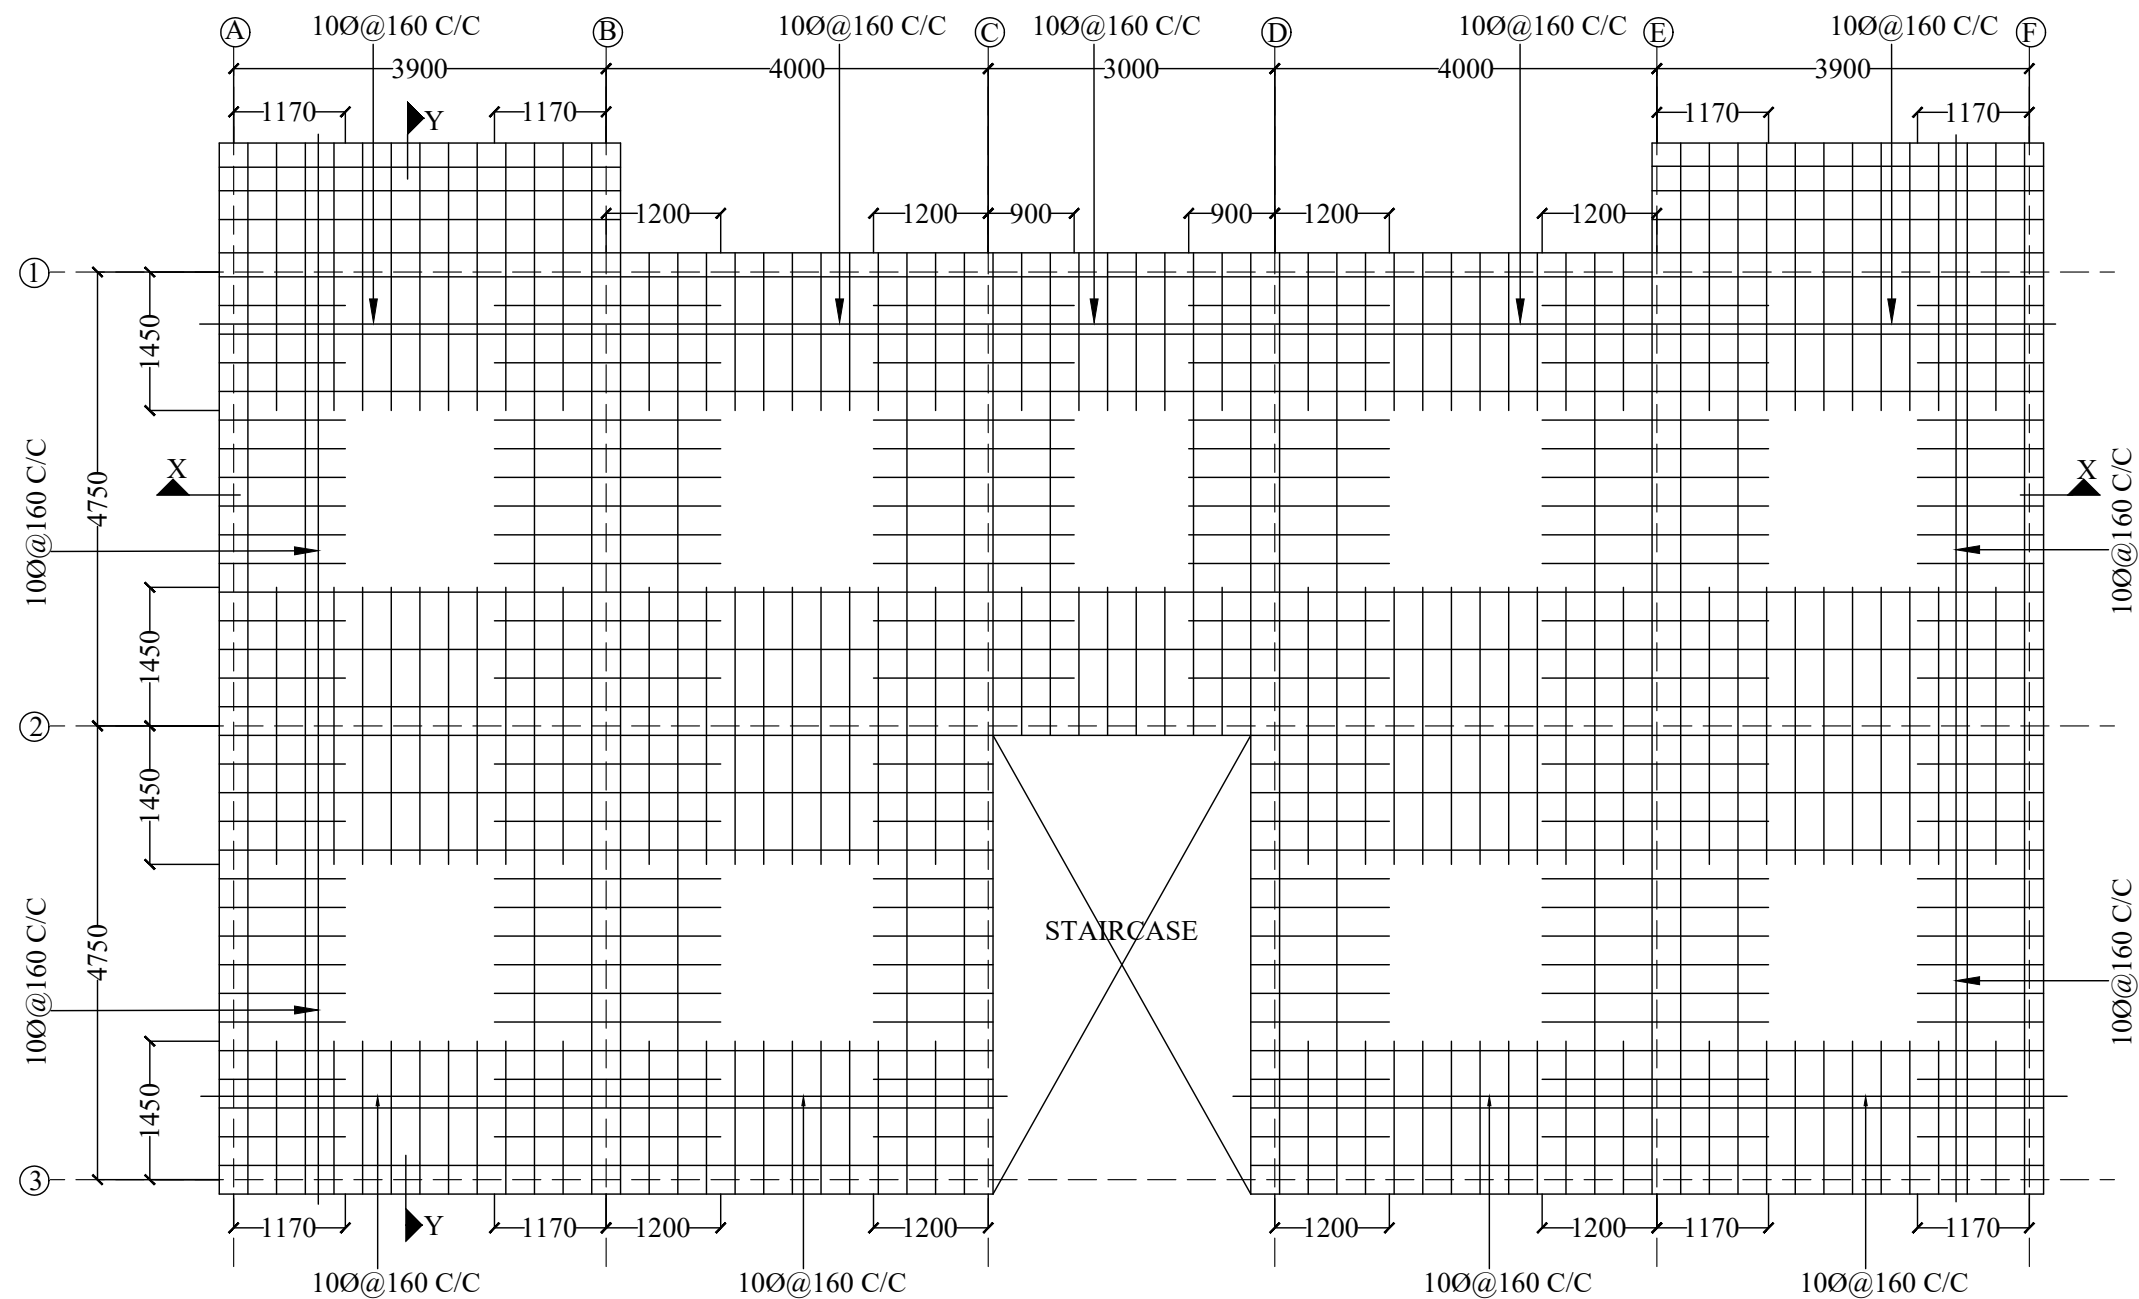 A 10Ø@160 C/C B 10Ø@160 C/C C 10Ø@160 C/C D 10Ø@160 C/C E 10Ø@160 C/C F
3900 4000 3000 4000 3900
1170 Y 1170 1170 1170
1200 1200 900 900 1200 1200
1
1450
10Ø@160 C/C
4750
X
X
10Ø@160 C/C
1450
2
1450
10Ø@160 C/C
4750
STAIRCASE
10Ø@160 C/C
1450
3
1170 1170 Y 1200 1200 1200 1200 1170 1170
10Ø@160 C/C 10Ø@160 C/C 10Ø@160 C/C 10Ø@160 C/C